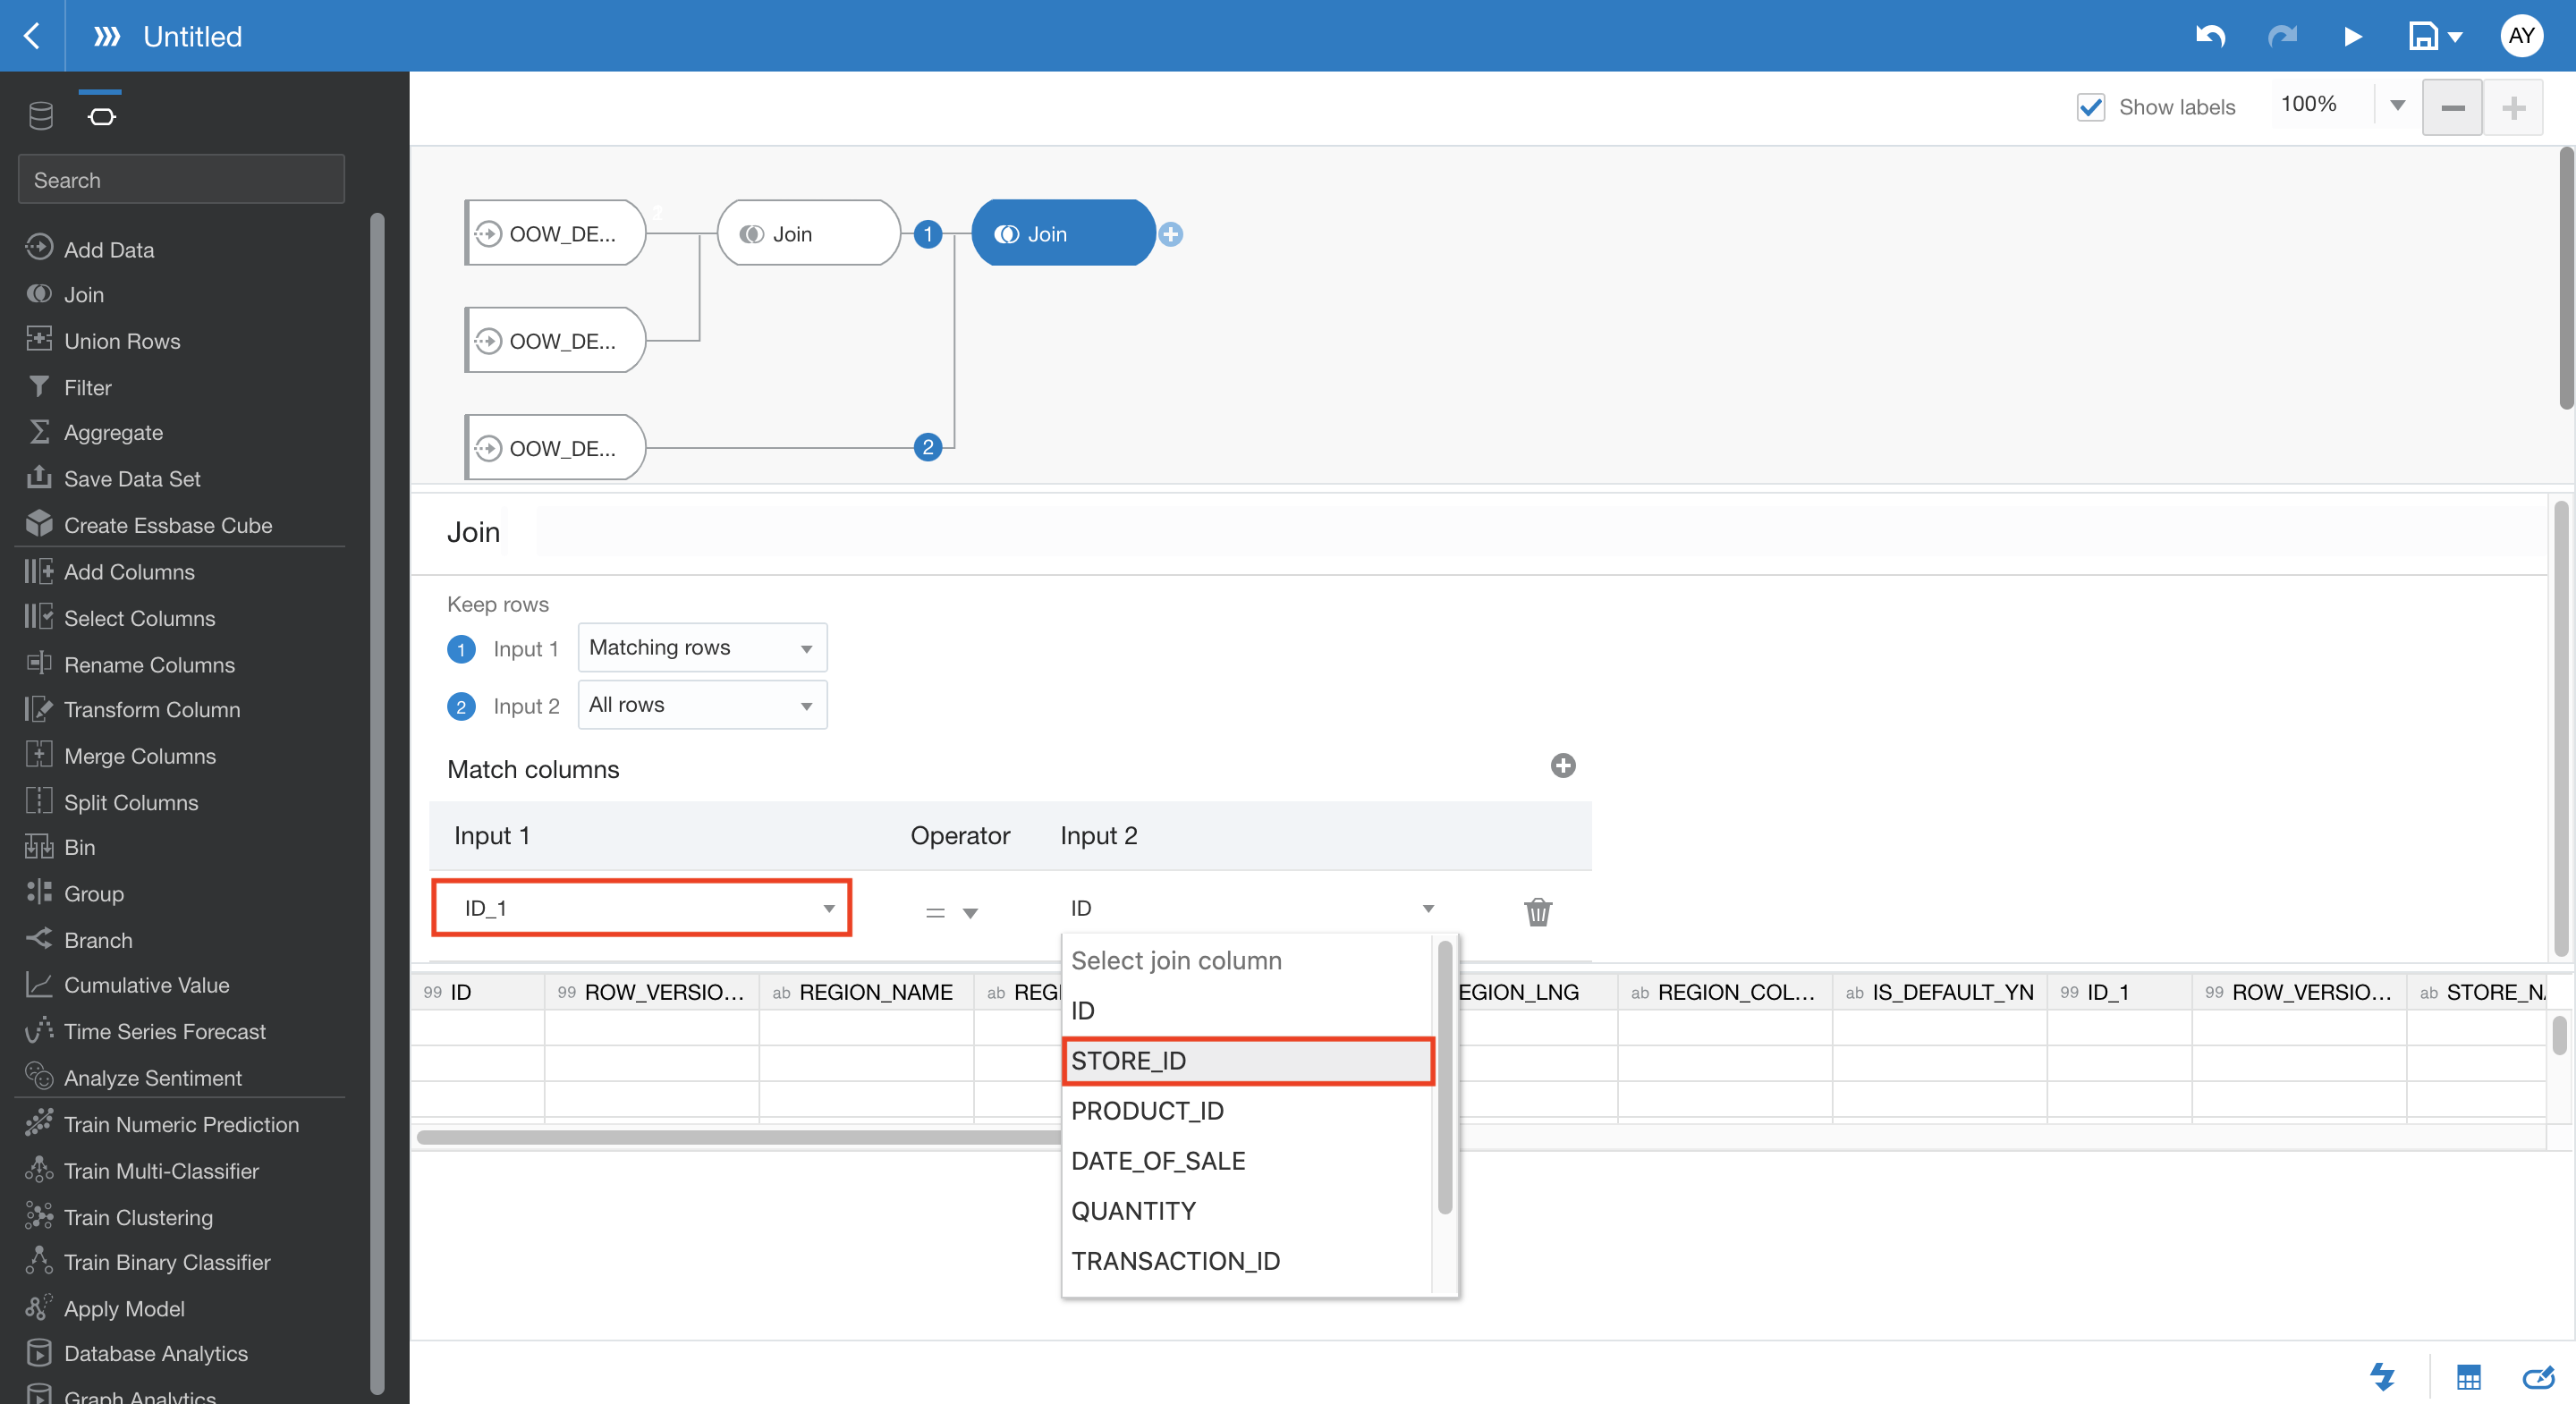 Untitled
AY
Show labels
100%
Search
Add Data
Join
Union Rows
Filter
Aggregate
Save Data Set
Create Essbase Cube
Add Columns
Select Columns
Rename Columns
Transform Column
Merge Columns
Split Columns
Bin
Group
Branch
Cumulative Value
Time Series Forecast
Analyze Sentiment
Train Numeric Prediction
Train Multi-Classifier
Train Clustering
Train Binary Classifier
Apply Model
Database Analytics
Graph Analytics
OOW_DE... 2 Join 1 Join
OOW_DE...
OOW_DE... 2
Join
Keep rows
1 Input 1 Matching rows
2 Input 2 All rows
Match columns
Input 1 Operator Input 2
ID_1 = ID
Select join column
ID
STORE_ID
PRODUCT_ID
DATE_OF_SALE
QUANTITY
TRANSACTION_ID
99 ID 99 ROW_VERSIO... ab REGION_NAME ab REGI EGION_LNG ab REGION_COL... ab IS_DEFAULT_YN 99 ID_1 99 ROW_VERSIO... ab STORE_N